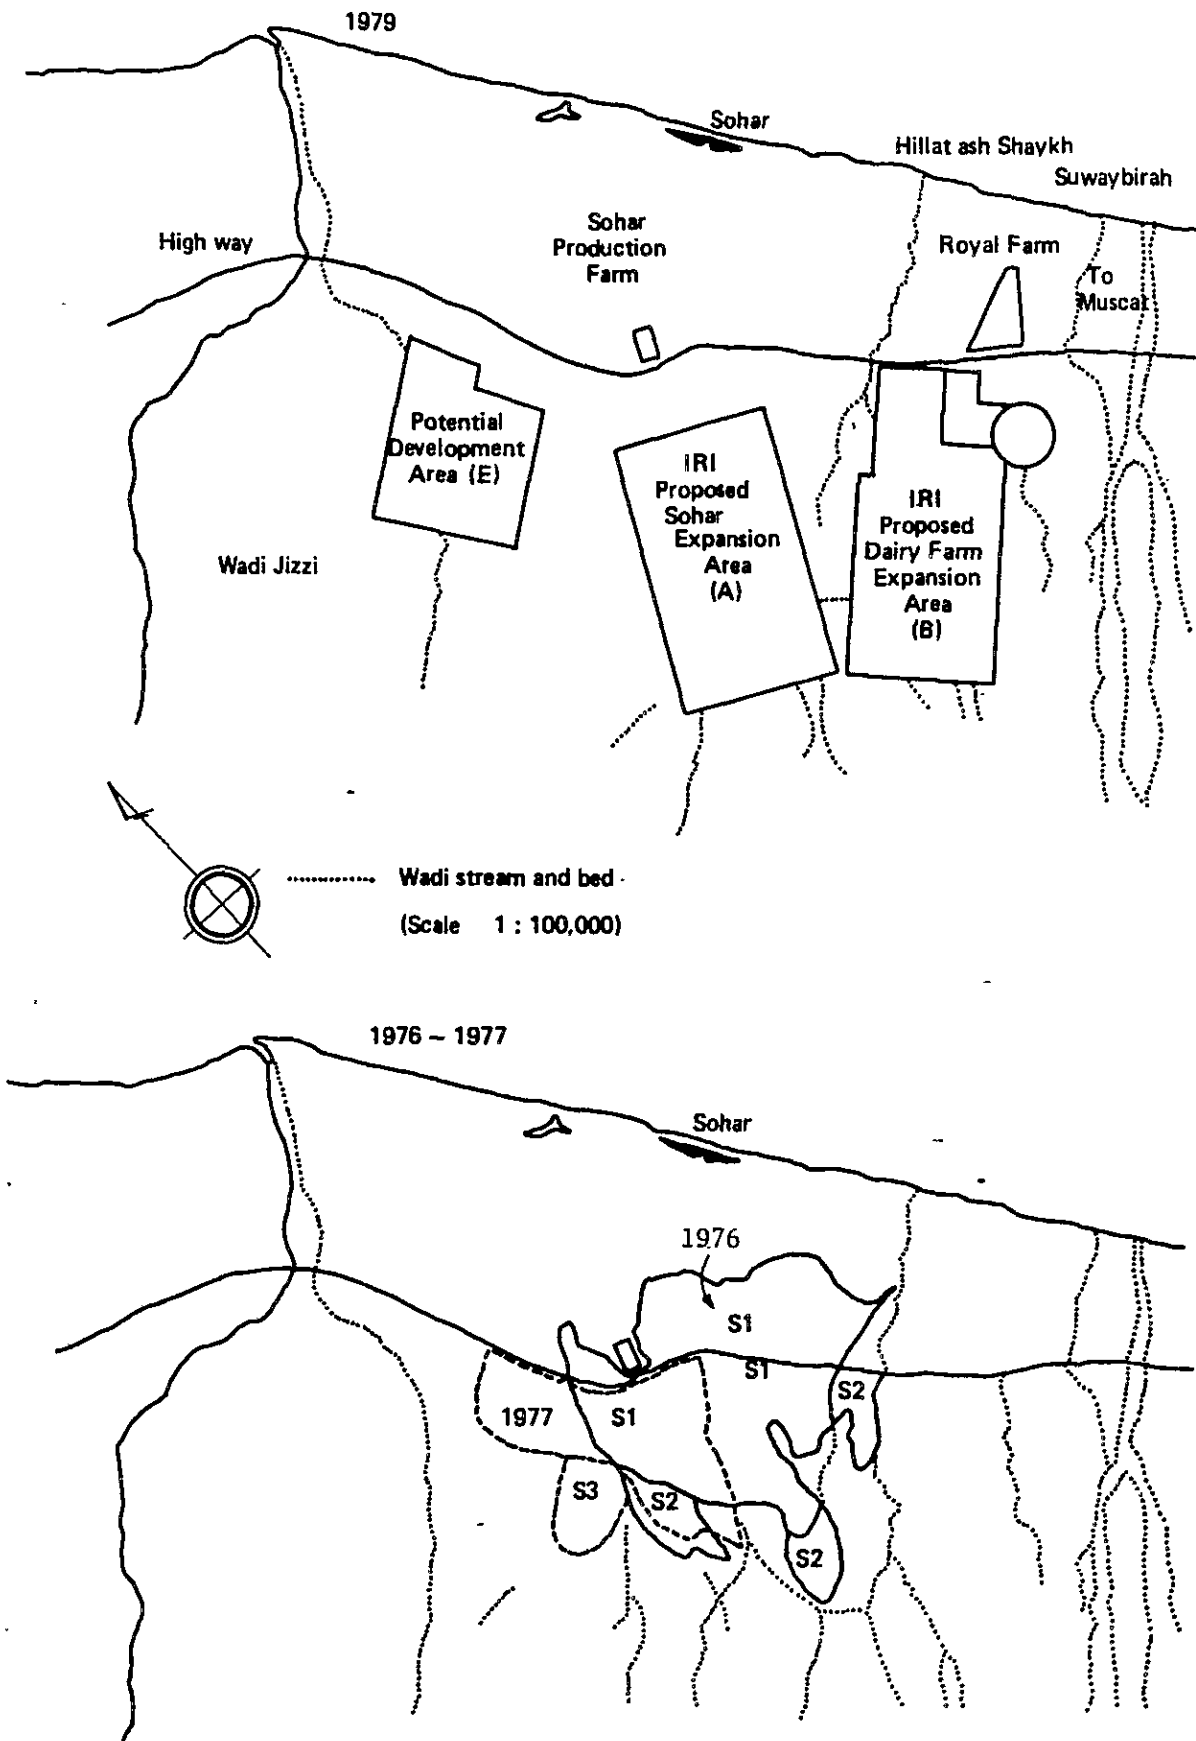 1979
Sohar
Hillat ash Shaykh
Suwaybirah
High way
Sohar
Production
Farm
Royal Farm
To
Muscat
Potential
Development
Area (E)
IRI
Proposed
Sohar
Expansion
Area
(A)
IRI
Proposed
Dairy Farm
Expansion
Area
(B)
Wadi Jizzi
Wadi stream and bed
(Scale 1 : 100,000)
1976 ~ 1977
Sohar
1976
S1
S1
S2
1977
S1
S3
S2
S2